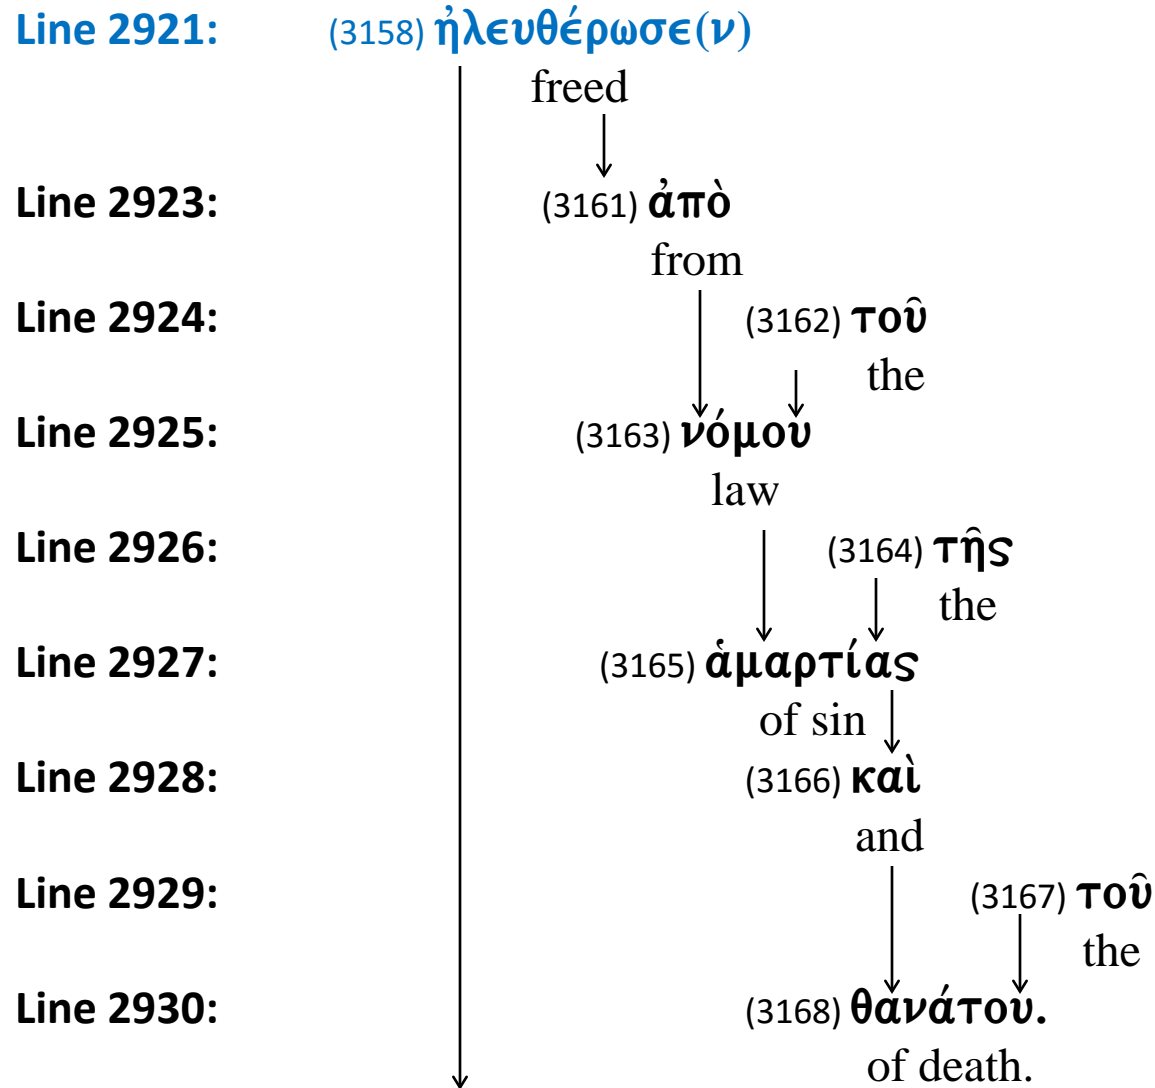 Line 2921: (3158) ἠλευθέρωσε(ν)
freed
Line 2923: (3161) ἀπὸ
from
Line 2924: (3162) τοῦ
the
Line 2925: (3163) νόμου
law
Line 2926: (3164) τῆς
the
Line 2927: (3165) ἁμαρτίας
of sin
Line 2928: (3166) καὶ
and
Line 2929: (3167) τοῦ
the
Line 2930: (3168) θανάτου.
of death.